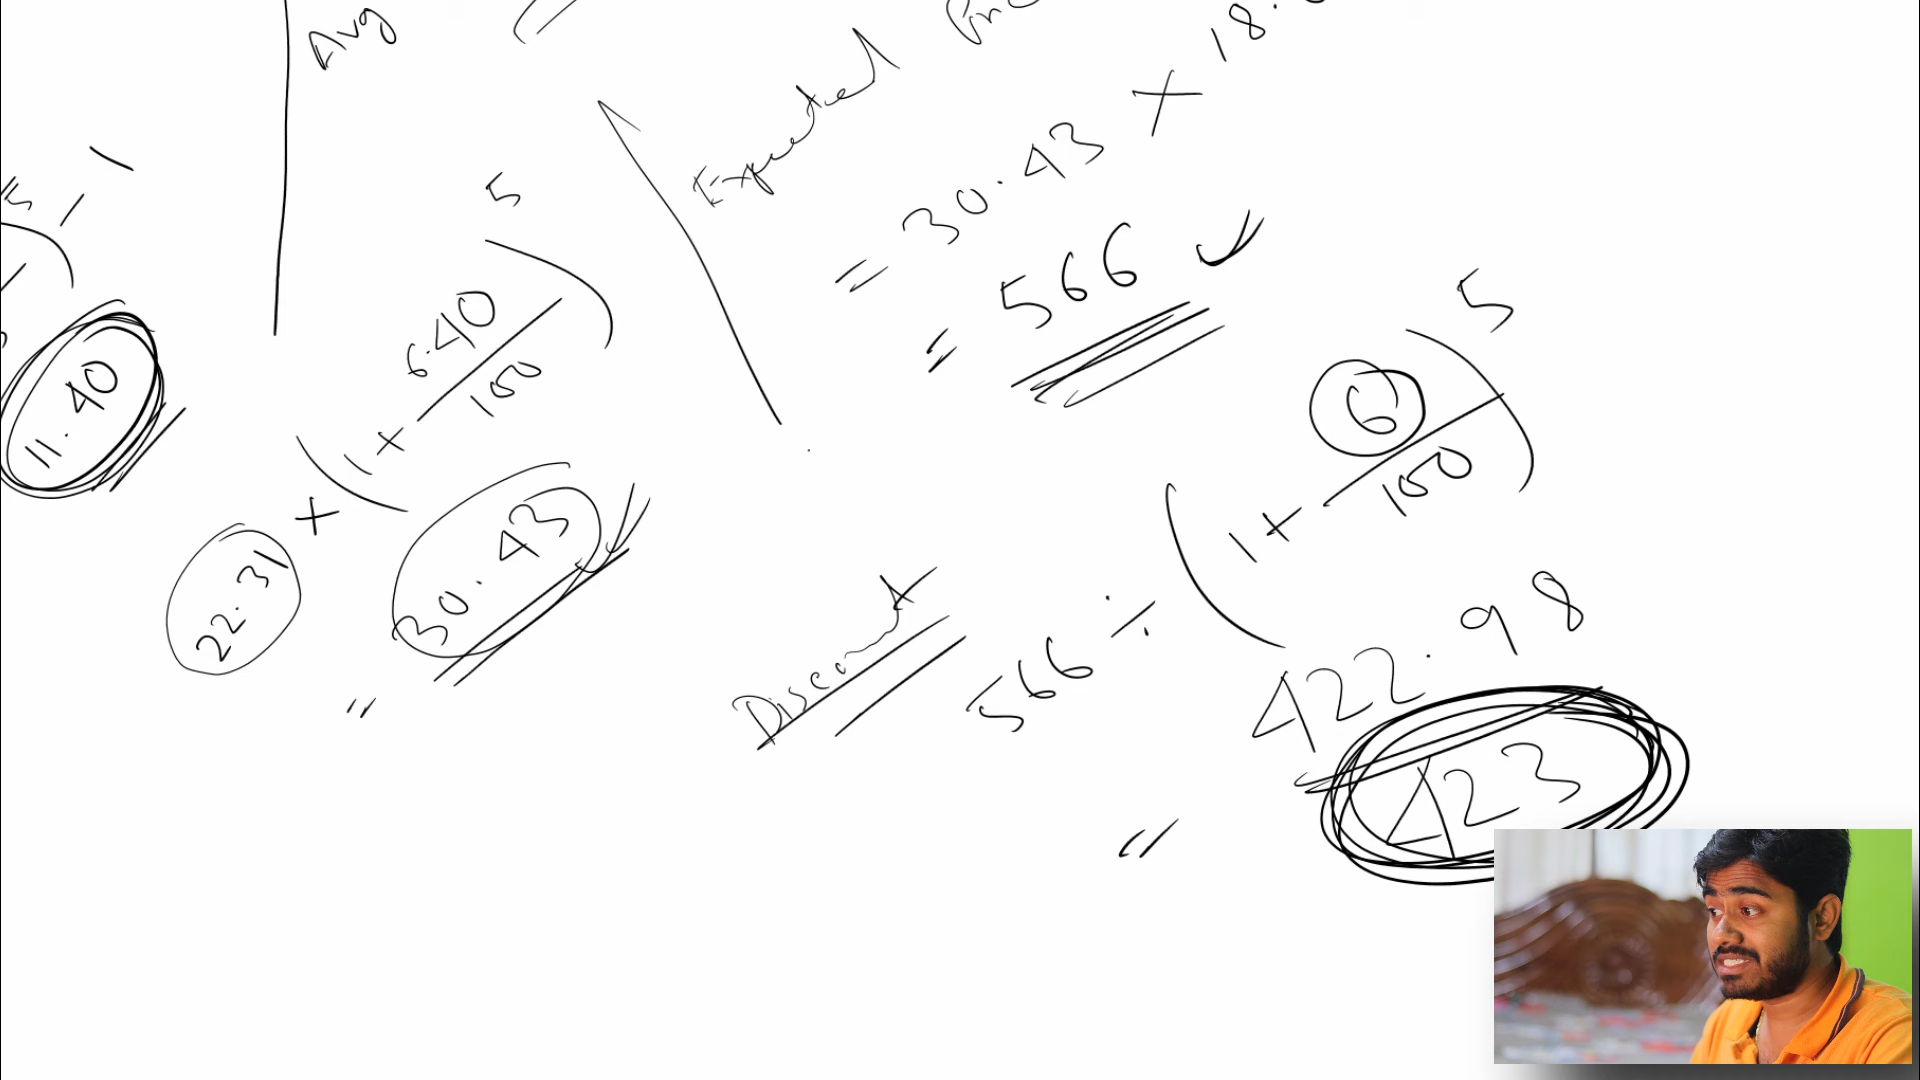 Avg
5
11.40
5
22.31 × (1 + 6.40/100)
= 30.43
Expected
= 30.43 × 18.
= 566
Discount
566 ÷ (1 + 6/100) 5
422.98
= 423